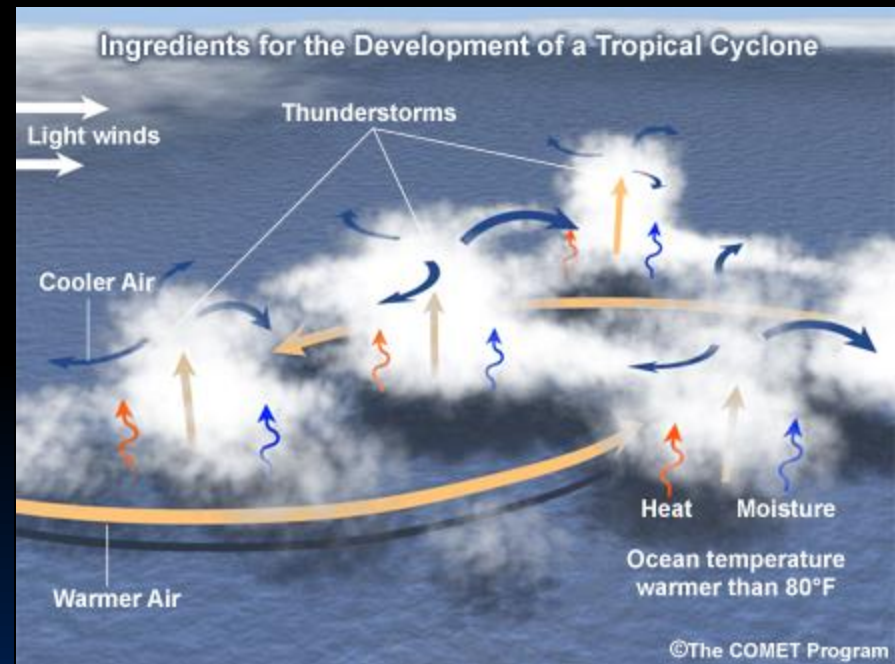 Ingredients for the Development of a Tropical Cyclone
Light winds
Thunderstorms
Cooler Air
Heat
Moisture
Ocean temperature
warmer than 80°F
Warmer Air
©The COMET Program